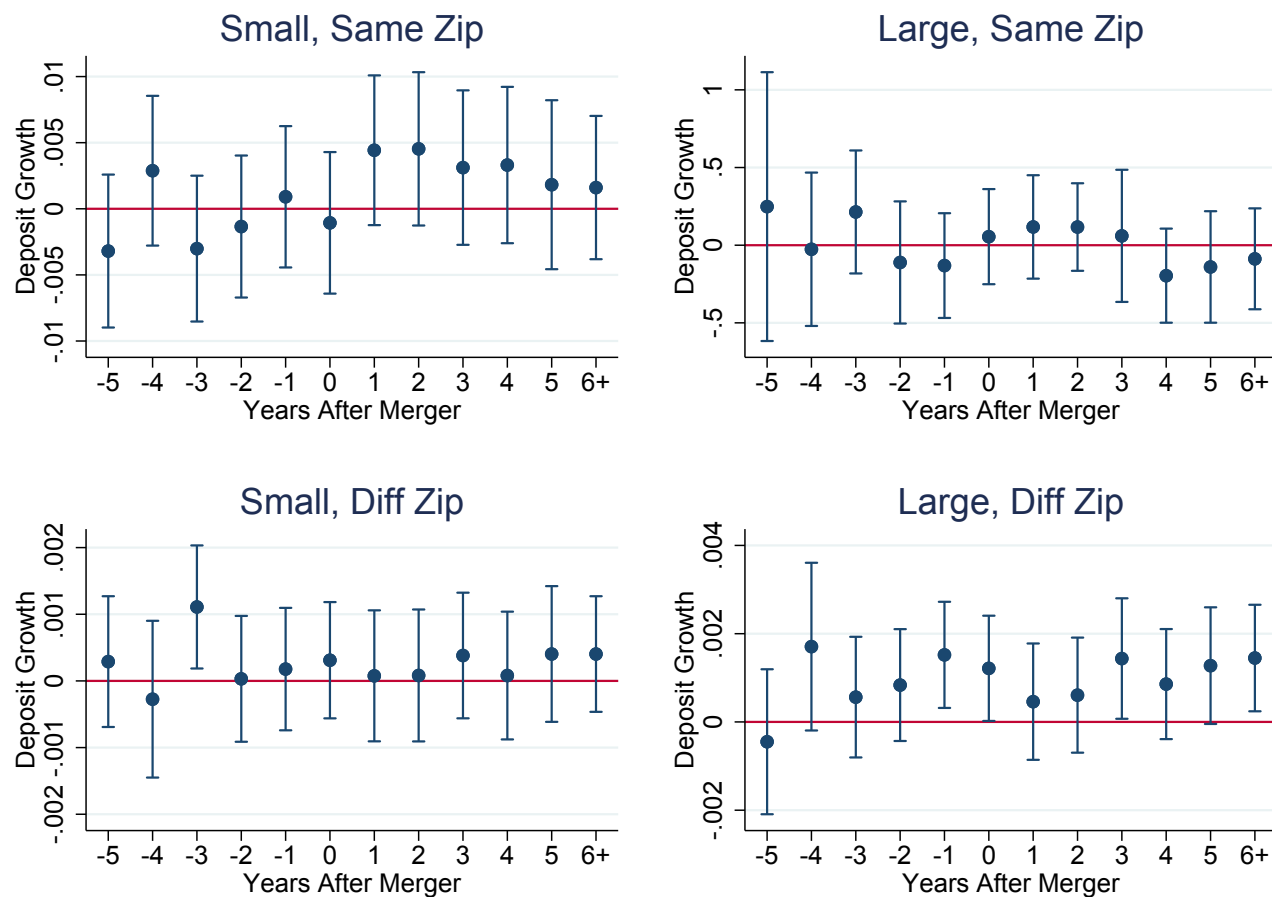 Small, Same Zip
Deposit Growth
.01
.005
0
-.005
-.01
-5 -4 -3 -2 -1 0 1 2 3 4 5 6+
Years After Merger
Large, Same Zip
Deposit Growth
1
.5
0
-.5
-5 -4 -3 -2 -1 0 1 2 3 4 5 6+
Years After Merger
Small, Diff Zip
Deposit Growth
.002
.001
0
-.001
-.002
-5 -4 -3 -2 -1 0 1 2 3 4 5 6+
Years After Merger
Large, Diff Zip
Deposit Growth
.004
.002
0
-.002
-5 -4 -3 -2 -1 0 1 2 3 4 5 6+
Years After Merger